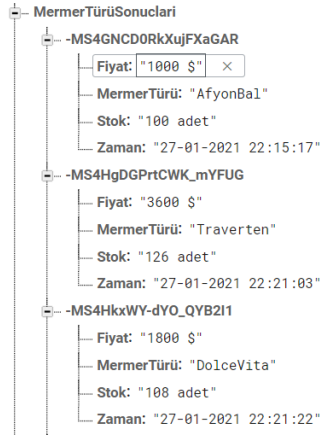 MermerTürüSonuclari
-MS4GNCD0RkXujFXaGAR
Fiyat: "1000 $" ×
MermerTürü: "AfyonBal"
Stok: "100 adet"
Zaman: "27-01-2021 22:15:17"
-MS4HgDGPrtCWK_mYFUG
Fiyat: "3600 $"
MermerTürü: "Traverten"
Stok: "126 adet"
Zaman: "27-01-2021 22:21:03"
-MS4HkxWY-dYO_QYB2I1
Fiyat: "1800 $"
MermerTürü: "DolceVita"
Stok: "108 adet"
Zaman: "27-01-2021 22:21:22"